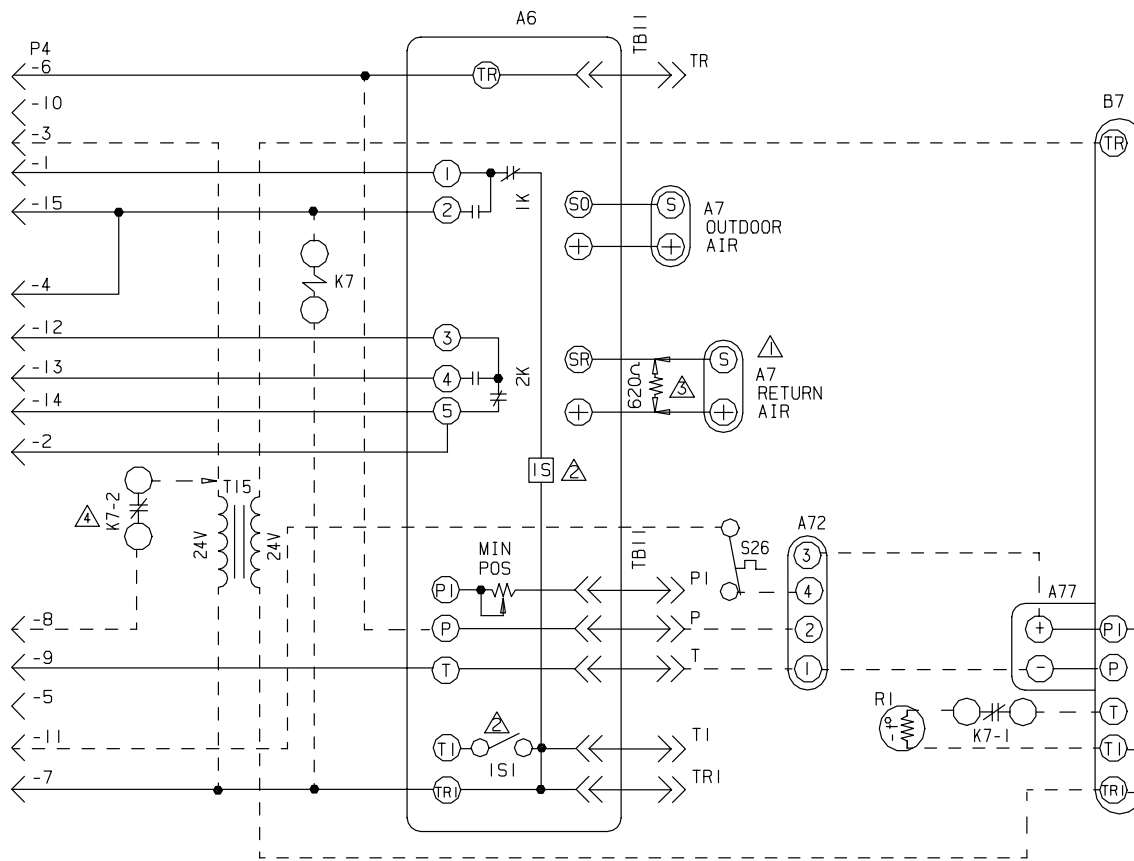 A6
TB11
P4
-6
TR
TR
-10
B7
-3
TR
-1
1
1K
-15
2
SO
S
A7
OUTDOOR
AIR
+
+
K7
-4
-12
3
SR
S
1
-13
4
2K
620Ω
3
A7
RETURN
AIR
-14
5
+
+
-2
1S
2
T15
4
K7-2
24V
24V
A72
S26
3
TB11
MIN
POS
P1
P1
4
A77
-8
P
P
2
+
P1
-9
T
T
1
-
P
-5
R1
+θ
T
K7-1
-11
2
T1
1S1
T1
T1
-7
TR1
TR1
TR1